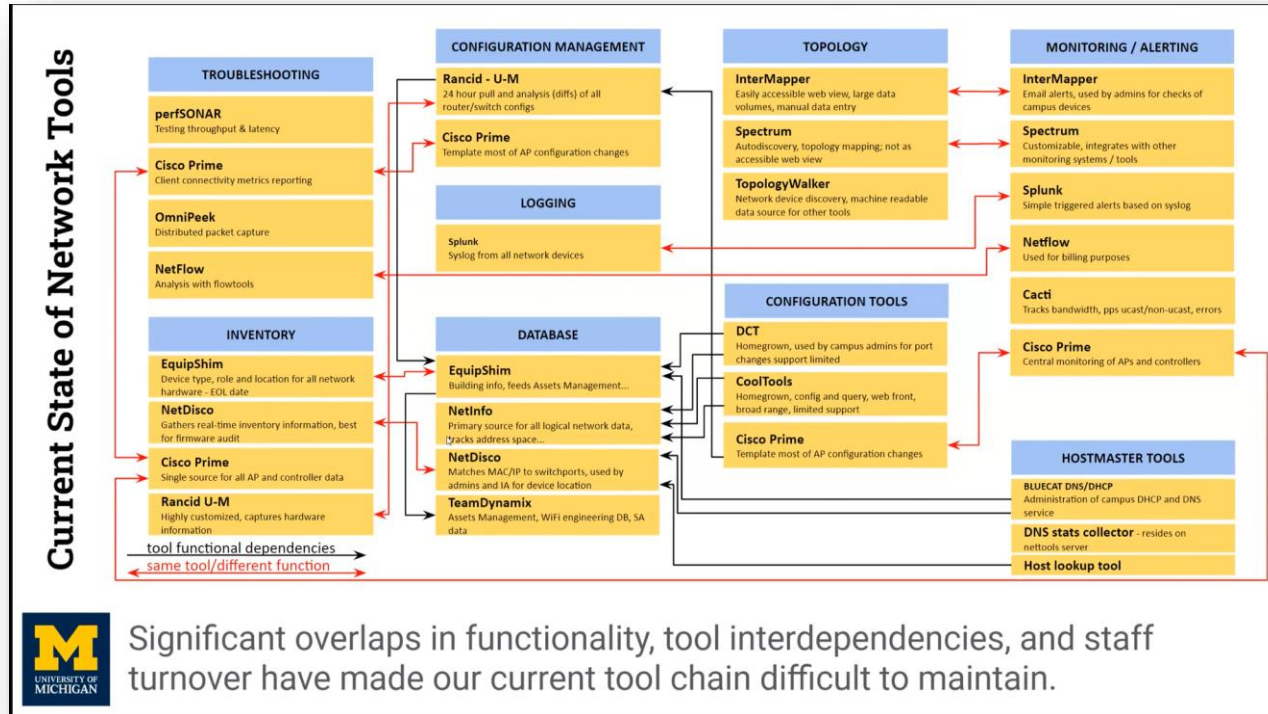 Current State of Network Tools
TROUBLESHOOTING
perfSONAR
Testing throughput & latency
Cisco Prime
Client connectivity metrics reporting
OmniPeek
Distributed packet capture
NetFlow
Analysis with flowtools
INVENTORY
EquipShim
Device type, role and location for all network
hardware - EOL date
NetDisco
Gathers real-time inventory information, best
for firmware audit
Cisco Prime
Single source for all AP and controller data
Rancid U-M
Highly customized, captures hardware
information
tool functional dependencies
same tool/different function
CONFIGURATION MANAGEMENT
Rancid - U-M
24 hour pull and analysis (diffs) of all
router/switch configs
Cisco Prime
Template most of AP configuration changes
LOGGING
Splunk
Syslog from all network devices
DATABASE
EquipShim
Building info, feeds Assets Management...
NetInfo
Primary source for all logical network data,
tracks address space...
NetDisco
Matches MAC/IP to switchports, used by
admins and IA for device location
TeamDynamix
Assets Management, WiFi engineering DB, SA
data
TOPOLOGY
InterMapper
Easily accessible web view, large data
volumes, manual data entry
Spectrum
Autodiscovery, topology mapping; not as
accessible web view
TopologyWalker
Network device discovery, machine readable
data source for other tools
CONFIGURATION TOOLS
DCT
Homegrown, used by campus admins for port
changes support limited
CoolTools
Homegrown, config and query, web front,
broad range, limited support
Cisco Prime
Template most of AP configuration changes
MONITORING / ALERTING
InterMapper
Email alerts, used by admins for checks of
campus devices
Spectrum
Customizable, integrates with other
monitoring systems / tools
Splunk
Simple triggered alerts based on syslog
Netflow
Used for billing purposes
Cacti
Tracks bandwidth, pps ucast/non-ucast, errors
Cisco Prime
Central monitoring of APs and controllers
HOSTMASTER TOOLS
BLUECAT DNS/DHCP
Administration of campus DHCP and DNS
service
DNS stats collector - resides on
nettools server
Host lookup tool
M
UNIVERSITY OF
MICHIGAN
Significant overlaps in functionality, tool interdependencies, and staff
turnover have made our current tool chain difficult to maintain.